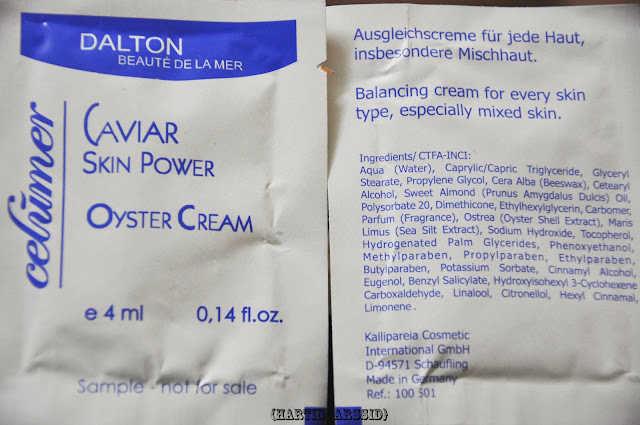 DALTON
BEAUTÉ DE LA MER
celumer
CAVIAR
SKIN POWER
OYSTER CREAM
e 4 ml 0,14 fl.oz.
Sample - not for sale
Ausgleichscreme für jede Haut,
insbesondere Mischhaut.
Balancing cream for every skin
type, especially mixed skin.
Ingredients/ CTFA-INCI:
Aqua (Water), Caprylic/Capric Triglyceride, Glyceryl
Stearate, Propylene Glycol, Cera Alba (Beeswax), Cetearyl
Alcohol, Sweet Almond (Prunus Amygdalus Dulcis) Oil,
Polysorbate 20, Dimethicone, Ethylhexylglycerin, Carbomer,
Parfum (Fragrance), Ostrea (Oyster Shell Extract), Maris
Limus (Sea Silt Extract), Sodium Hydroxide, Tocopherol,
Hydrogenated Palm Glycerides, Phenoxyethanol,
Methylparaben, Propylparaben, Ethylparaben,
Butylparaben, Potassium Sorbate, Cinnamyl Alcohol,
Eugenol, Benzyl Salicylate, Hydroxyisohexyl 3-Cyclohexene
Carboxaldehyde, Linalool, Citronellol, Hexyl Cinnamal,
Limonene.
Kallipareia Cosmetic
International GmbH
D-94571 Schaufling
Made in Germany
Ref.: 100 501